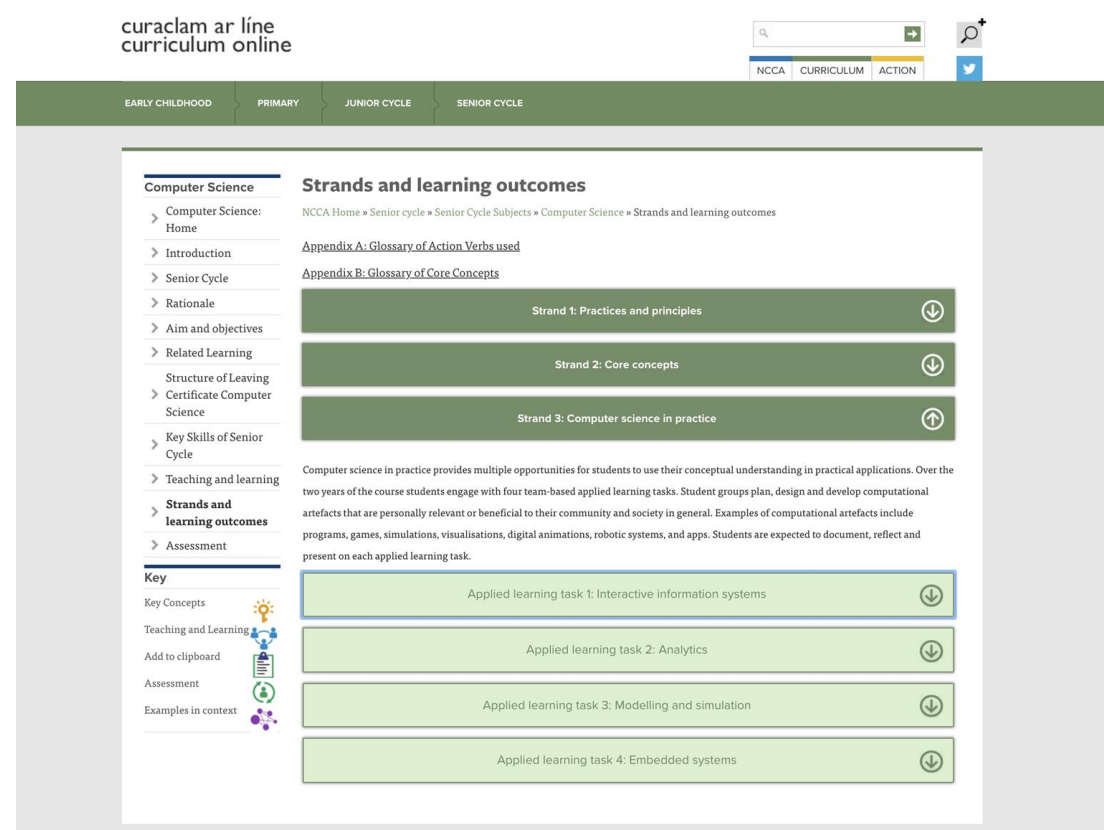 curaclam ar líne
curriculum online
NCCA CURRICULUM ACTION
EARLY CHILDHOOD PRIMARY JUNIOR CYCLE SENIOR CYCLE
Computer Science
Computer Science:
Home
Introduction
Senior Cycle
Rationale
Aim and objectives
Related Learning
Structure of Leaving
Certificate Computer
Science
Key Skills of Senior
Cycle
Teaching and learning
Strands and
learning outcomes
Assessment
Key
Key Concepts
Teaching and Learning
Add to clipboard
Assessment
Examples in context
Strands and learning outcomes
NCCA Home » Senior cycle » Senior Cycle Subjects » Computer Science » Strands and learning outcomes
Appendix A: Glossary of Action Verbs used
Appendix B: Glossary of Core Concepts
Strand 1: Practices and principles
Strand 2: Core concepts
Strand 3: Computer science in practice
Computer science in practice provides multiple opportunities for students to use their conceptual understanding in practical applications. Over the
two years of the course students engage with four team-based applied learning tasks. Student groups plan, design and develop computational
artefacts that are personally relevant or beneficial to their community and society in general. Examples of computational artefacts include
programs, games, simulations, visualisations, digital animations, robotic systems, and apps. Students are expected to document, reflect and
present on each applied learning task.
Applied learning task 1: Interactive information systems
Applied learning task 2: Analytics
Applied learning task 3: Modelling and simulation
Applied learning task 4: Embedded systems